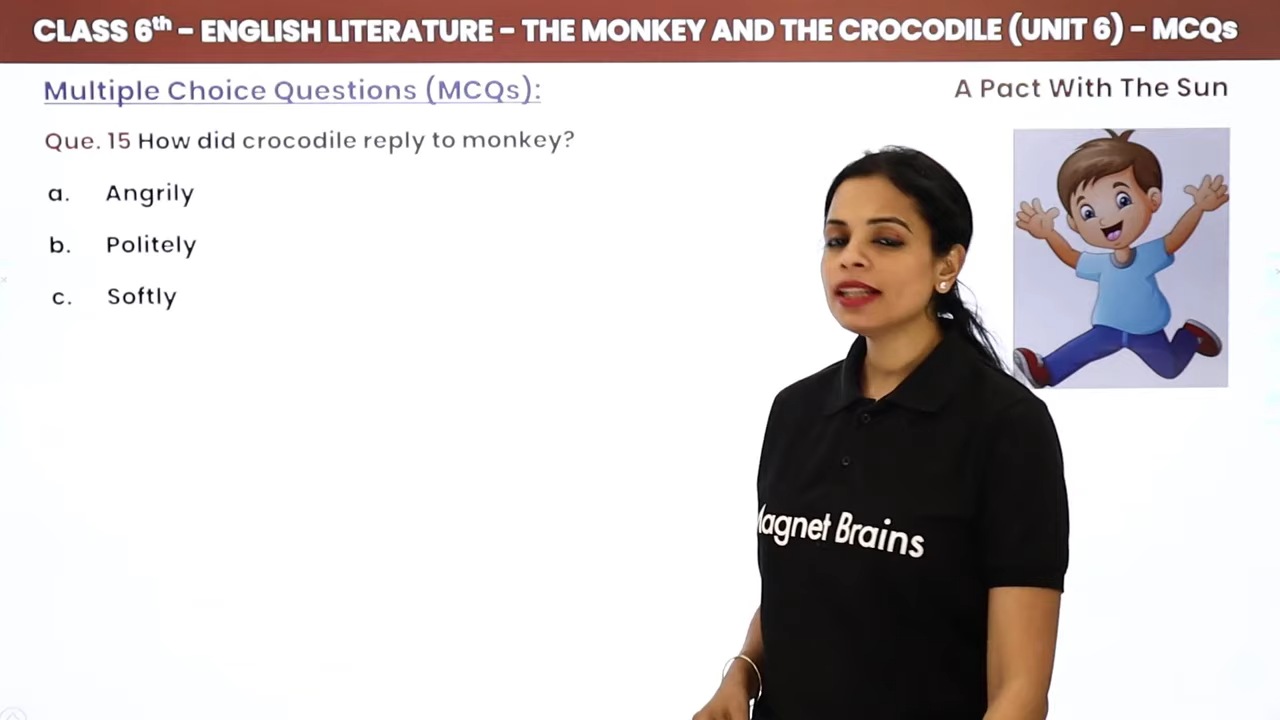 CLASS 6th – ENGLISH LITERATURE – THE MONKEY AND THE CROCODILE (UNIT 6) – MCQs
Multiple Choice Questions (MCQs):
A Pact With The Sun
Que. 15 How did crocodile reply to monkey?
a. Angrily
b. Politely
c. Softly
Magnet Brains